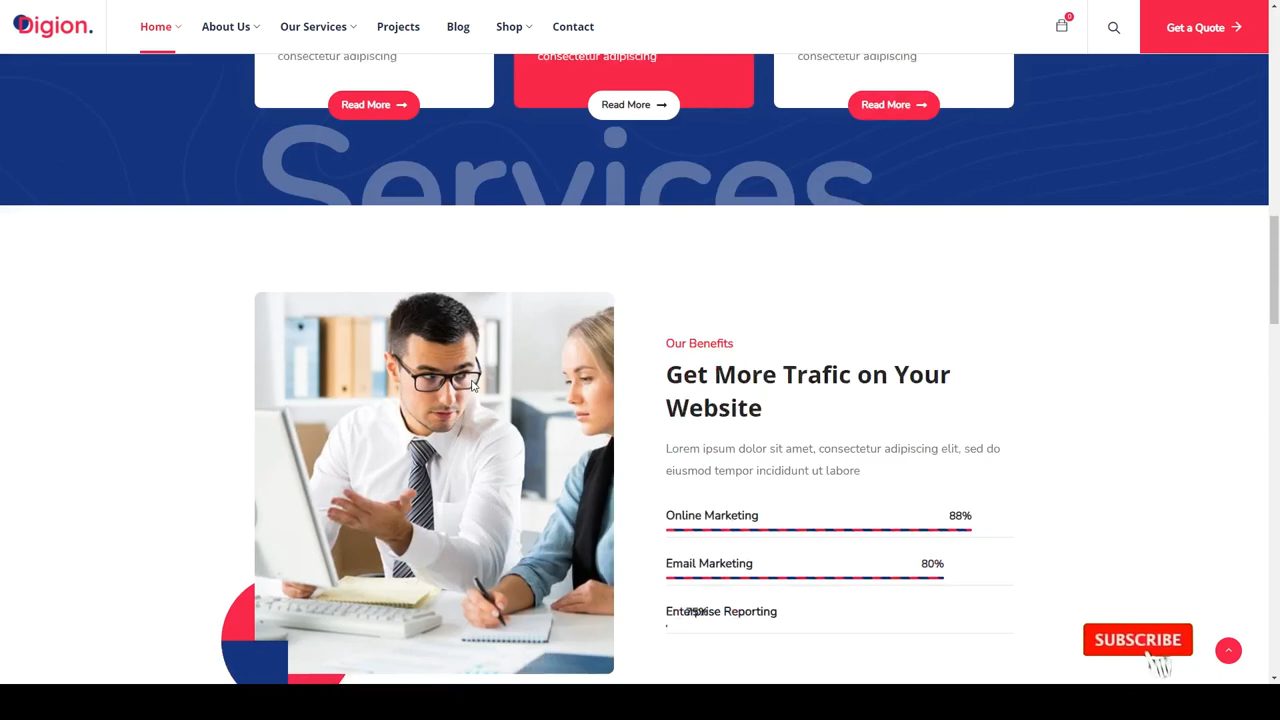 Digion.
Home About Us Our Services Projects Blog Shop Contact
0
Get a Quote
consectetur adipiscing
consectetur adipiscing
consectetur adipiscing
Read More
Read More
Read More
Services
Our Benefits
Get More Trafic on Your
Website
Lorem ipsum dolor sit amet, consectetur adipiscing elit, sed do
eiusmod tempor incididunt ut labore
Online Marketing 88%
Email Marketing 80%
Enterprise Reporting 75%
SUBSCRIBE